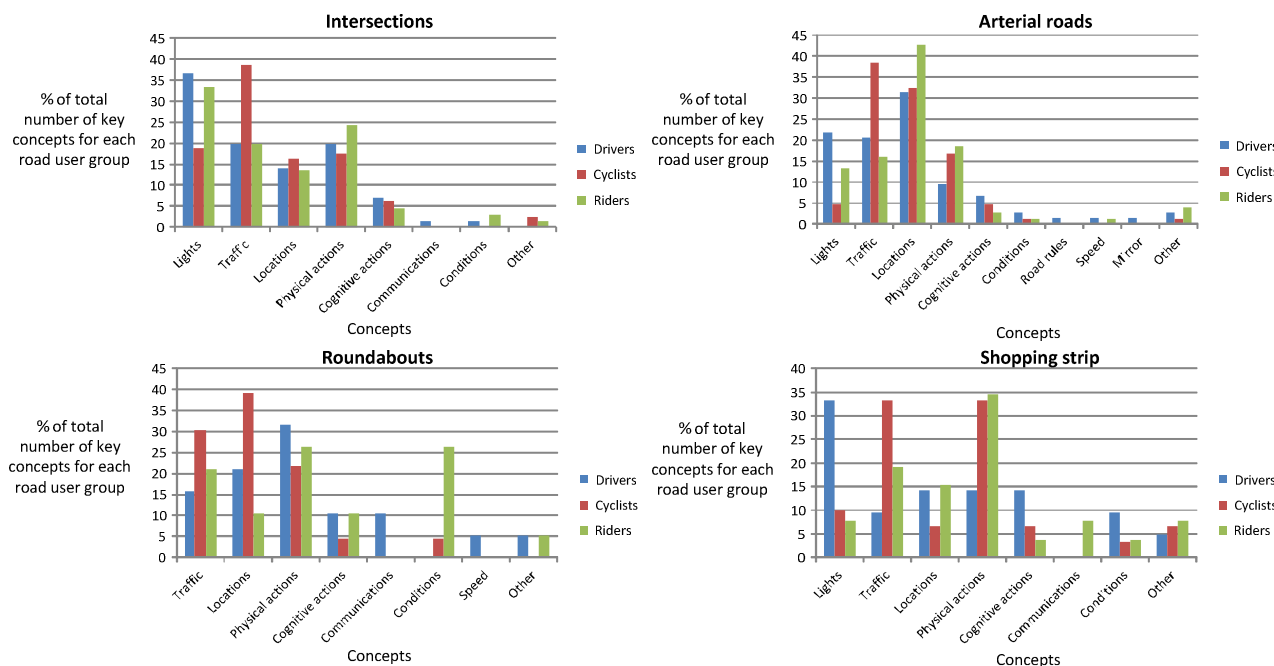 Intersections
45
40
35
30
25
20
15
10
5
0
% of total
number of key
concepts for each
road user group
Drivers
Cyclists
Riders
Lights
Traffic
Locations
Physical actions
Cognitive actions
Communications
Conditions
Other
Concepts
Arterial roads
45
40
35
30
25
20
15
10
5
0
% of total
number of key
concepts for each
road user group
Drivers
Cyclists
Riders
Lights
Traffic
Locations
Physical actions
Cognitive actions
Conditions
Road rules
Speed
Mirror
Other
Concepts
Roundabouts
45
40
35
30
25
20
15
10
5
0
% of total
number of key
concepts for each
road user group
Drivers
Cyclists
Riders
Traffic
Locations
Physical actions
Cognitive actions
Communications
Conditions
Speed
Other
Concepts
Shopping strip
40
35
30
25
20
15
10
5
0
% of total
number of key
concepts for each
road user group
Drivers
Cyclists
Riders
Lights
Traffic
Locations
Physical actions
Cognitive actions
Communications
Conditions
Other
Concepts